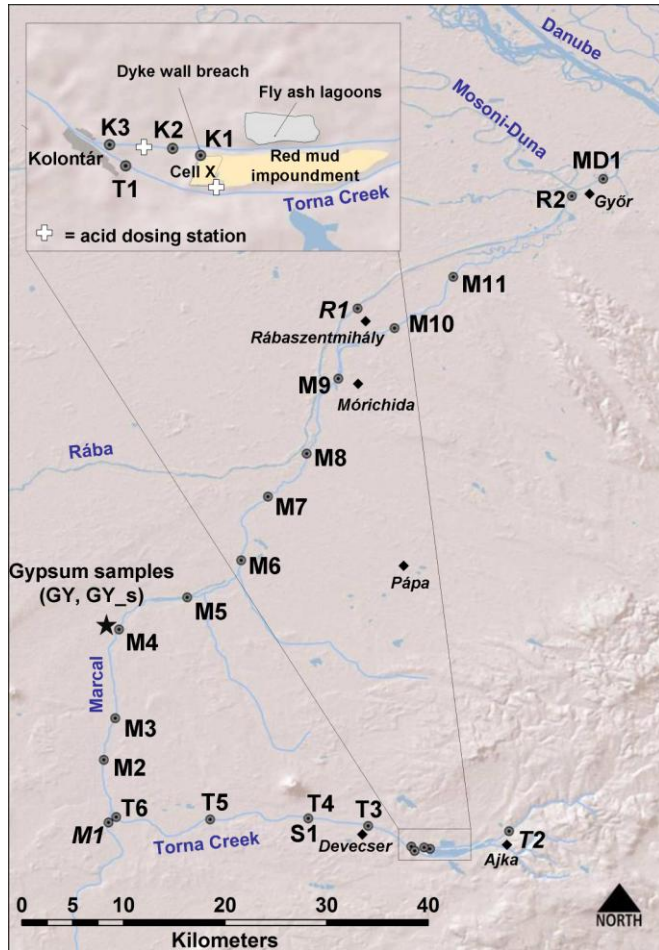 Danube
Mosoni-Duna
Dyke wall breach
Fly ash lagoons
K3
K2
K1
Kolontár
T1
Cell X
Red mud
impoundment
Torna Creek
= acid dosing station
MD1
R2
Győr
M11
R1
Rábaszentmihály
M10
M9
Mórichida
Rába
M8
M7
M6
Gypsum samples
(GY, GY_s)
Pápa
M5
M4
Marcal
M3
M2
T6
M1
T5
T4
S1
T3
Devecser
Torna Creek
T2
Ajka
0 5 10 20 30 40
Kilometers
NORTH